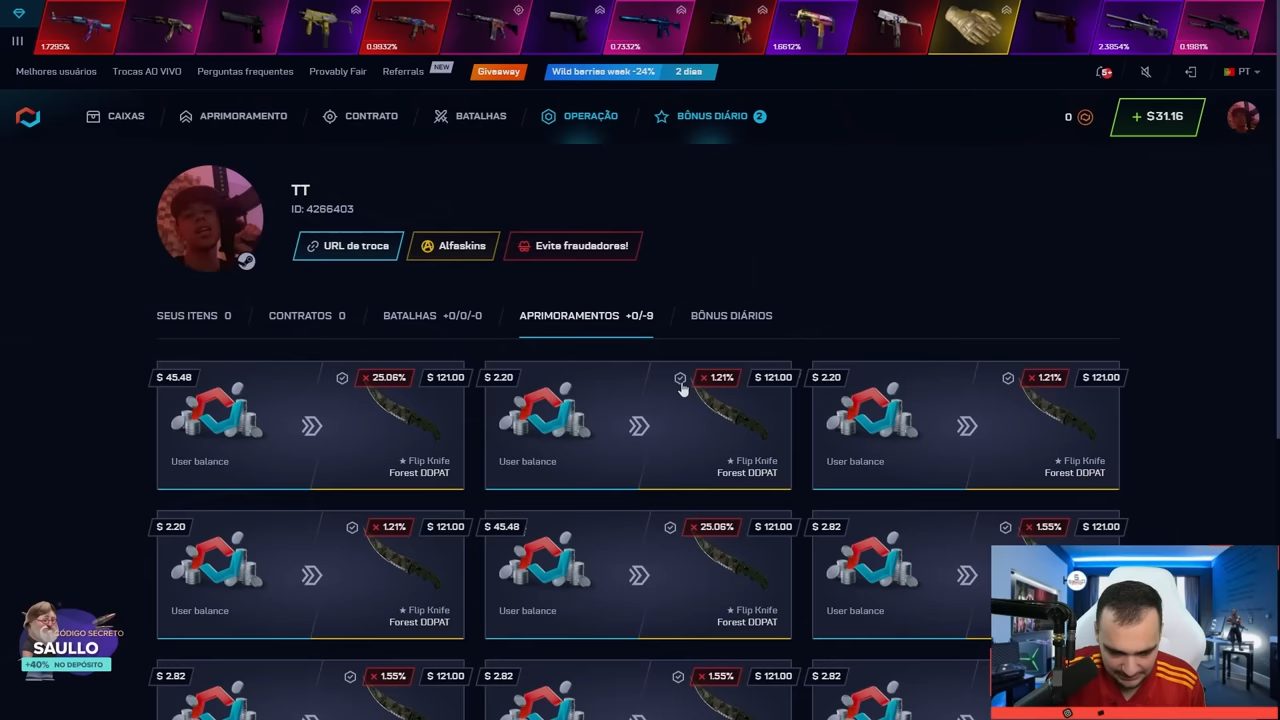 1.7295%
0.9932%
0.7332%
1.6612%
2.3854%
0.1981%
Melhores usuários
Trocas AO VIVO
Perguntas frequentes
Provably Fair
Referrals
NEW
Giveaway
Wild berries week -24%
2 dias
5+
PT
CAIXAS
APRIMORAMENTO
CONTRATO
BATALHAS
OPERAÇÃO
BÔNUS DIÁRIO 2
0
+ $31.16
TT
ID: 4266403
URL de troca
Alfaskins
Evite fraudadores!
SEUS ITENS 0
CONTRATOS 0
BATALHAS +0/0/-0
APRIMORAMENTOS +0/-9
BÔNUS DIÁRIOS
$ 45.48
× 25.06%
$ 121.00
User balance
★ Flip Knife
Forest DDPAT
$ 2.20
× 1.21%
$ 121.00
User balance
★ Flip Knife
Forest DDPAT
$ 2.20
× 1.21%
$ 121.00
User balance
★ Flip Knife
Forest DDPAT
$ 2.20
× 1.21%
$ 121.00
User balance
★ Flip Knife
Forest DDPAT
$ 45.48
× 25.06%
$ 121.00
User balance
★ Flip Knife
Forest DDPAT
$ 2.82
× 1.55%
$ 121.00
User balance
$ 2.82
× 1.55%
$ 121.00
$ 2.82
× 1.55%
$ 121.00
$ 2.82
CÓDIGO SECRETO
SAULLO
+40% NO DEPÓSITO